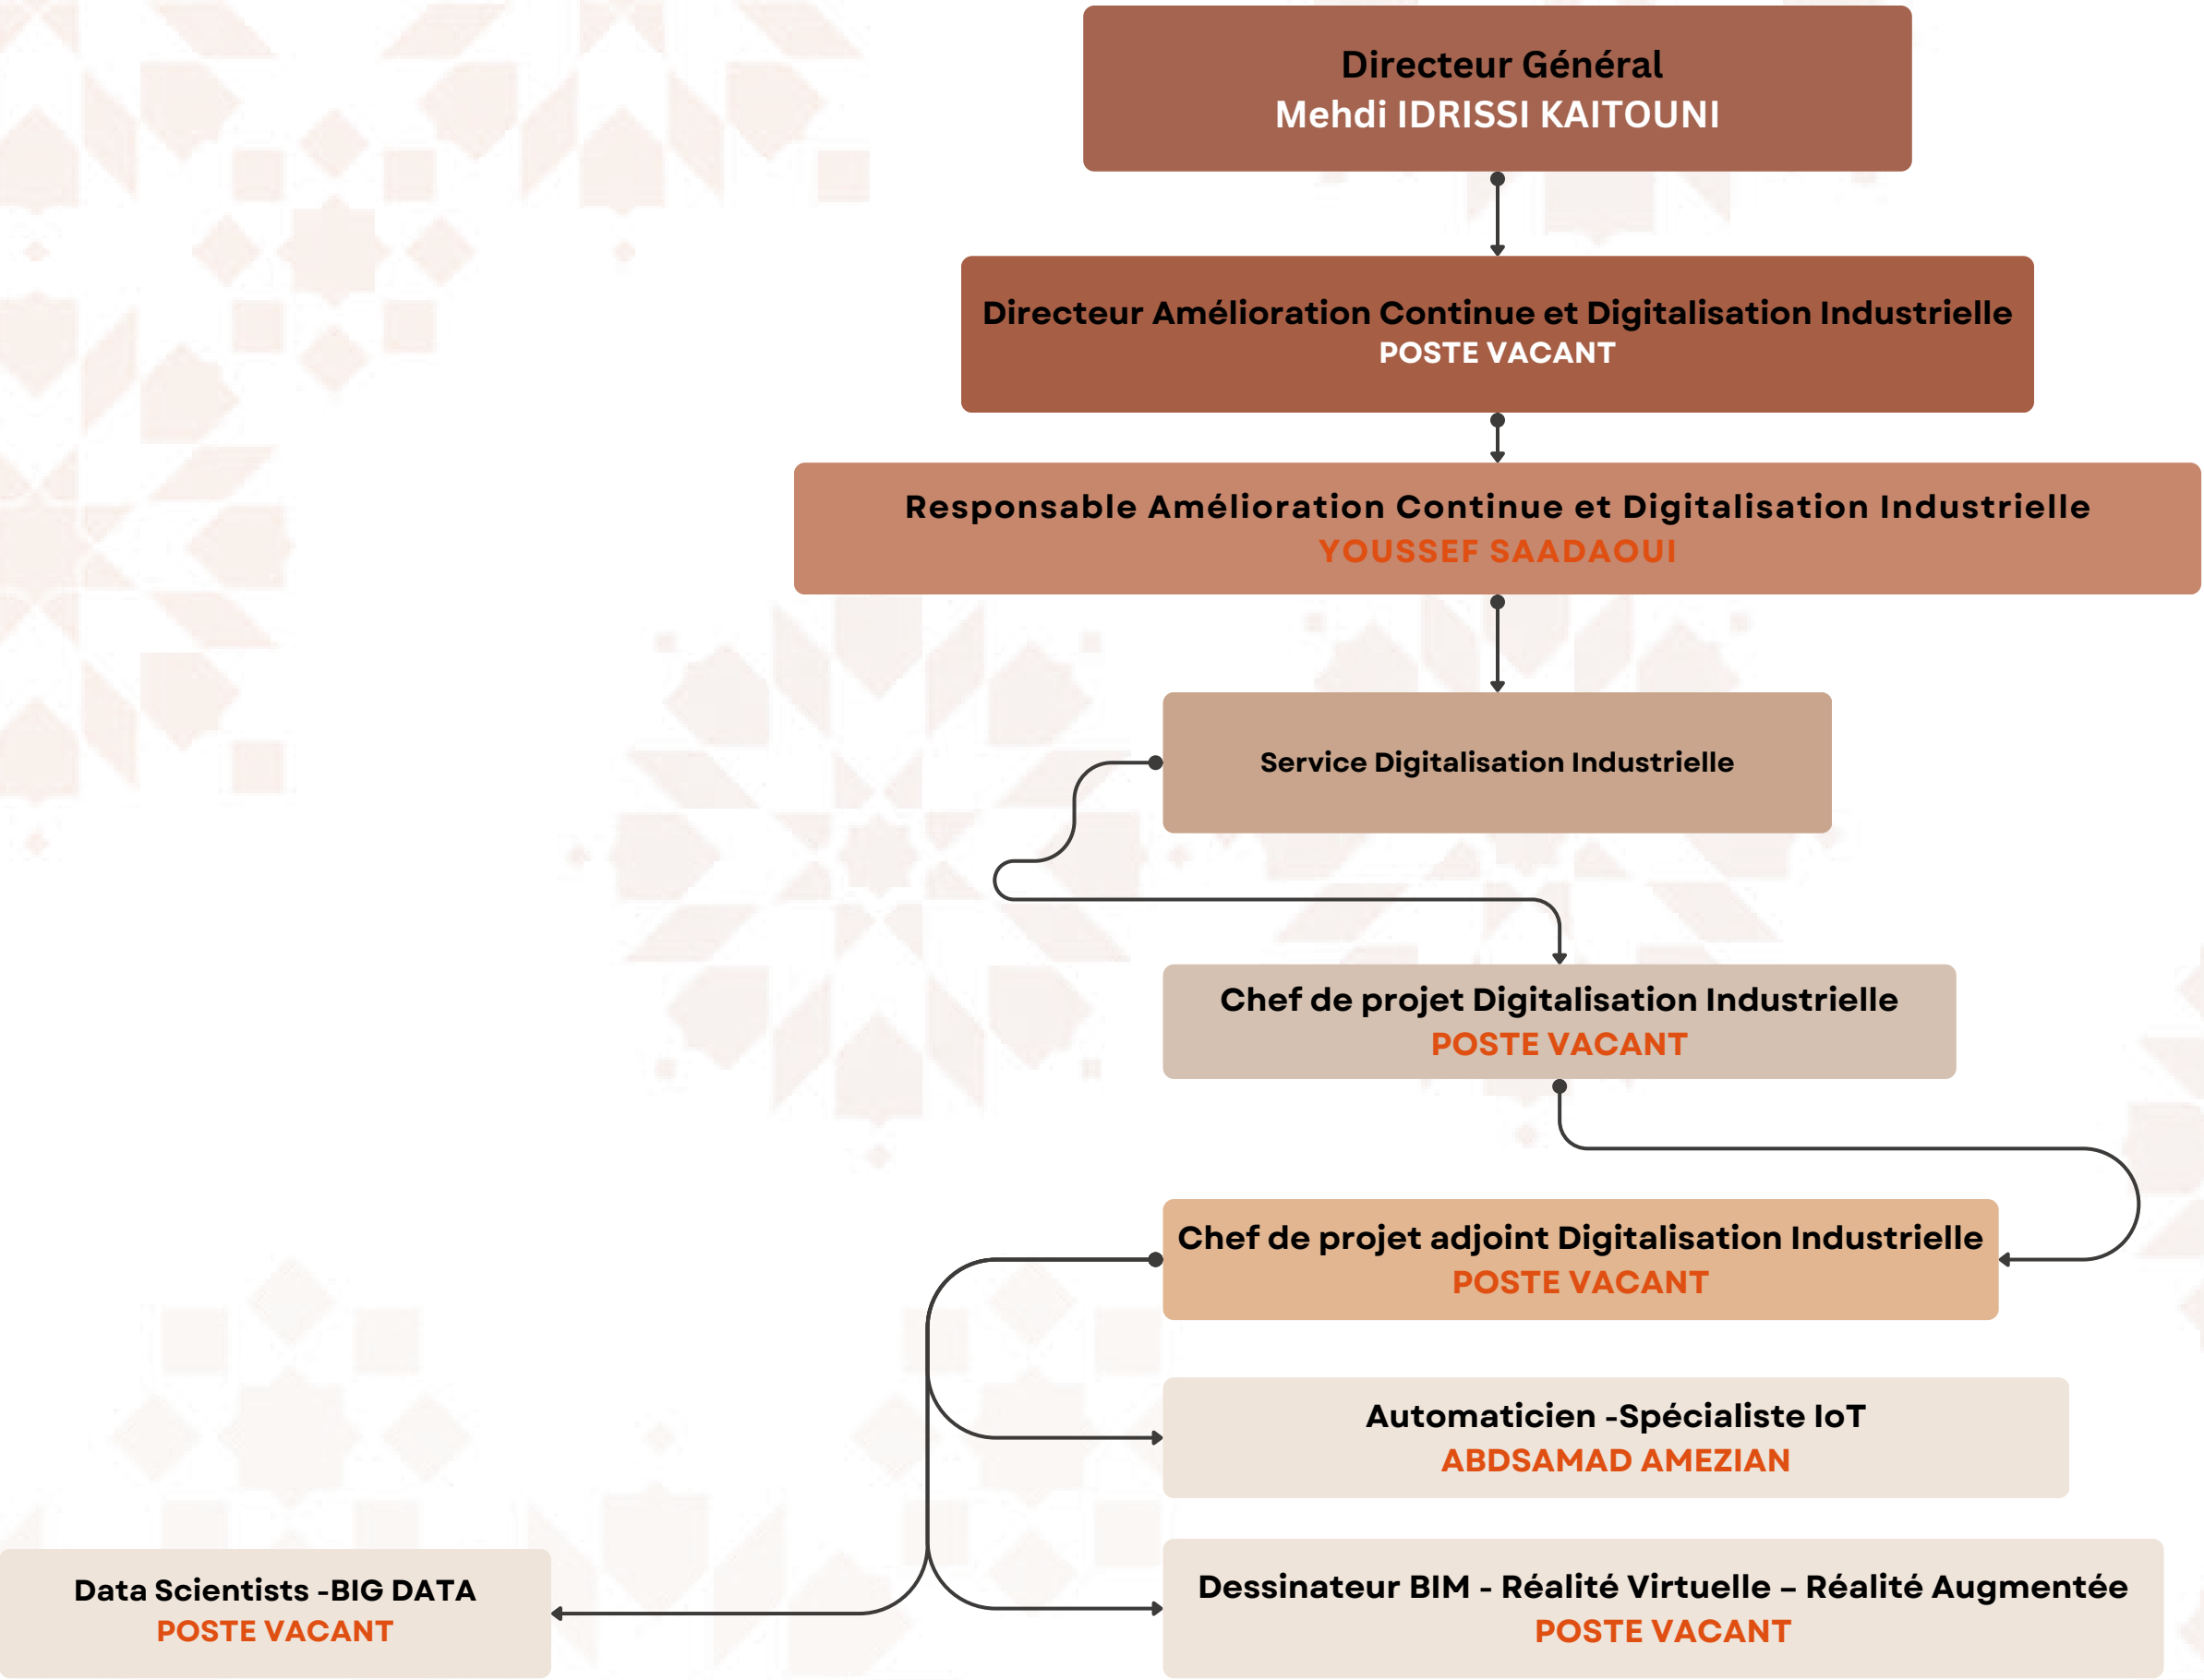 Directeur Général
Mehdi IDRISSI KAITOUNI
Directeur Amélioration Continue et Digitalisation Industrielle
POSTE VACANT
Responsable Amélioration Continue et Digitalisation Industrielle
YOUSSEF SAADAOUI
Service Digitalisation Industrielle
Chef de projet Digitalisation Industrielle
POSTE VACANT
Chef de projet adjoint Digitalisation Industrielle
POSTE VACANT
Automaticien -Spécialiste IoT
ABDSAMAD AMEZIAN
Data Scientists -BIG DATA
POSTE VACANT
Dessinateur BIM - Réalité Virtuelle – Réalité Augmentée
POSTE VACANT